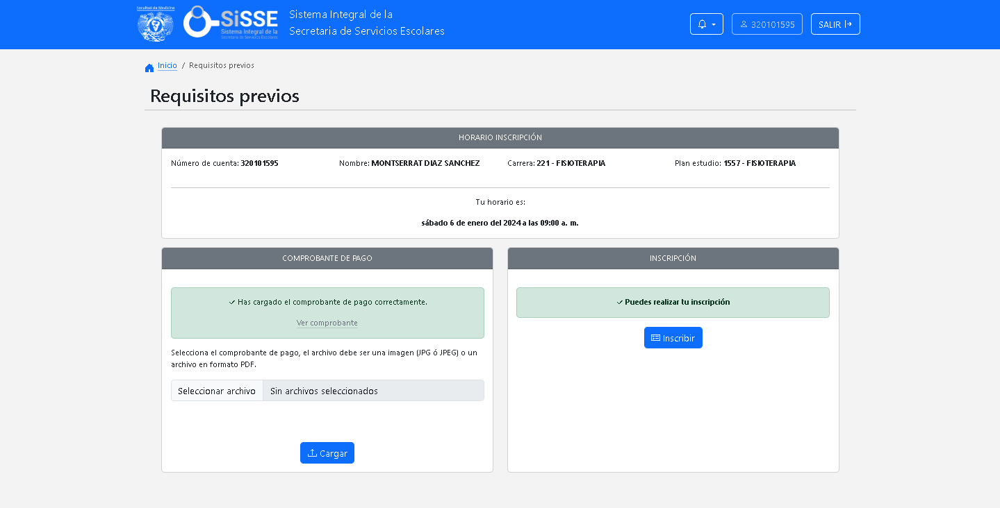 Facultad de Medicina
SiSSE
Sistema Integral de la
Secretaria de Servicios Escolares
Sistema Integral de la
Secretaria de Servicios Escolares
320101595
SALIR
Inicio / Requisitos previos
Requisitos previos
HORARIO INSCRIPCIÓN
Número de cuenta: 320101595
Nombre: MONTSERRAT DIAZ SANCHEZ
Carrera: 221 - FISIOTERAPIA
Plan estudio: 1557 - FISIOTERAPIA
Tu horario es:
sábado 6 de enero del 2024 a las 09:00 a. m.
COMPROBANTE DE PAGO
Has cargado el comprobante de pago correctamente.
Ver comprobante
Selecciona el comprobante de pago, el archivo debe ser una imagen (JPG ó JPEG) o un
archivo en formato PDF.
Seleccionar archivo Sin archivos seleccionados
Cargar
INSCRIPCIÓN
Puedes realizar tu inscripción
Inscribir